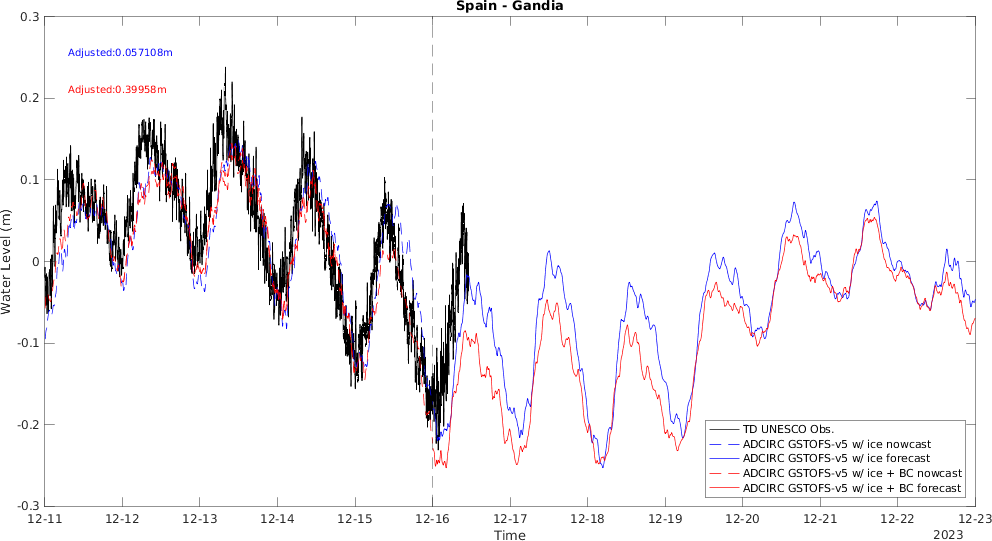 Spain - Gandia
0.3
0.2
0.1
0
-0.1
-0.2
-0.3
Water Level (m)
Adjusted:0.057108m
Adjusted:0.39958m
TD UNESCO Obs.
ADCIRC GSTOFS-v5 w/ ice nowcast
ADCIRC GSTOFS-v5 w/ ice forecast
ADCIRC GSTOFS-v5 w/ice + BC nowcast
ADCIRC GSTOFS-v5 w/ice + BC forecast
12-11 12-12 12-13 12-14 12-15 12-16 12-17 12-18 12-19 12-20 12-21 12-22 12-23
Time
2023